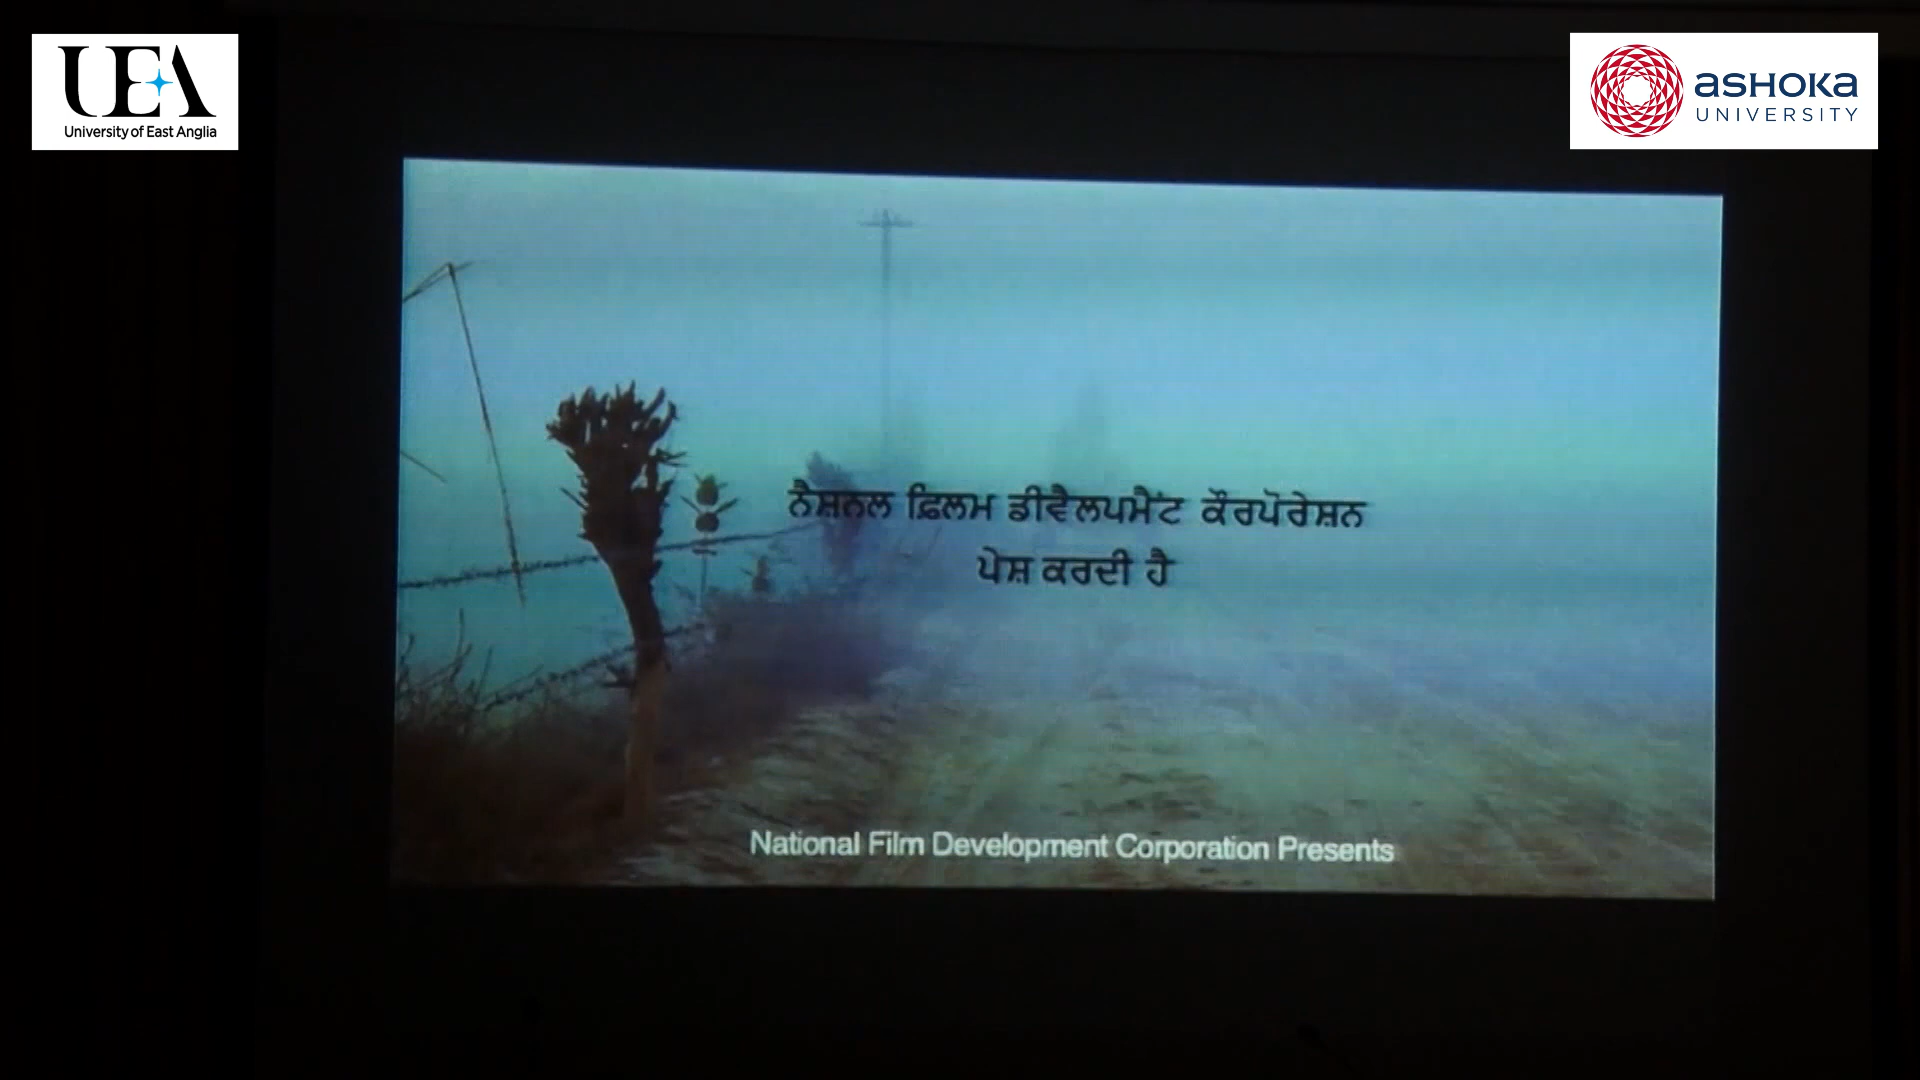 UEA
University of East Anglia
ASHOKA
UNIVERSITY
ਨੈਸ਼ਨਲ ਫ਼ਿਲਮ ਡੀਵੈਲਪਮੈਂਟ ਕੌਰਪੋਰੇਸ਼ਨ
ਪੇਸ਼ ਕਰਦੀ ਹੈ
National Film Development Corporation Presents